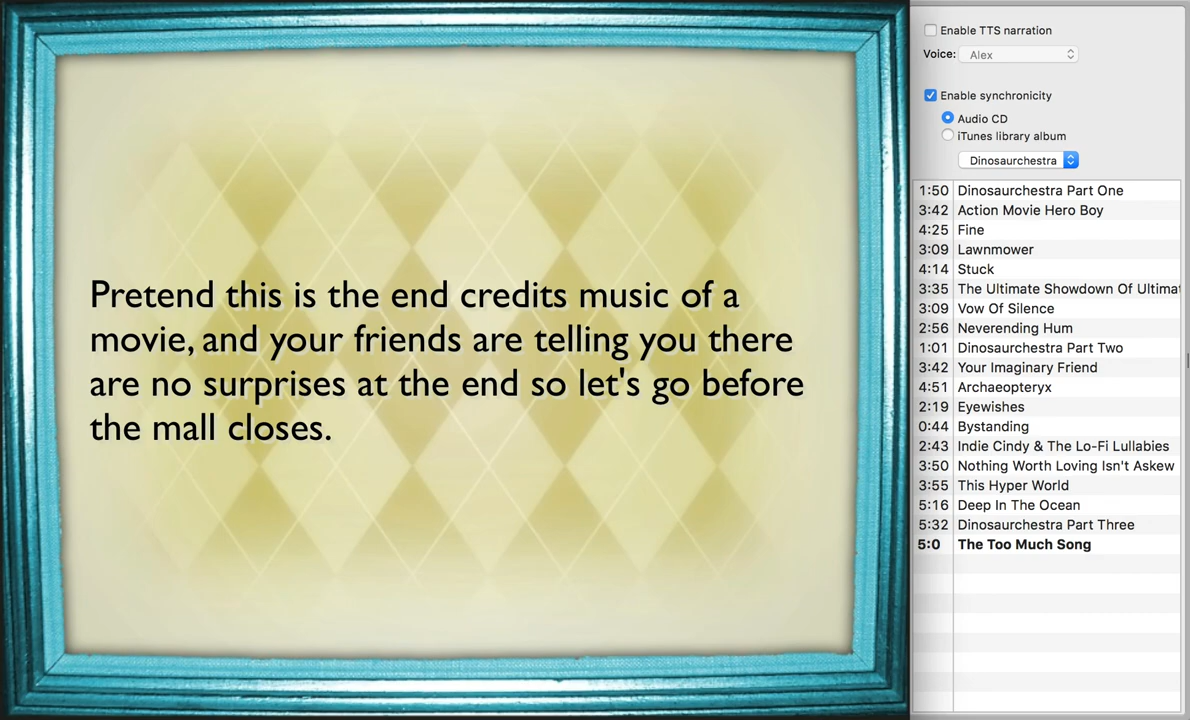 Pretend this is the end credits music of a
movie, and your friends are telling you there
are no surprises at the end so let's go before
the mall closes.
Enable TTS narration
Voice: Alex
Enable synchronicity
Audio CD
iTunes library album
Dinosaurchestra
1:50 Dinosaurchestra Part One
3:42 Action Movie Hero Boy
4:25 Fine
3:09 Lawnmower
4:14 Stuck
3:35 The Ultimate Showdown Of Ultimat
3:09 Vow Of Silence
2:56 Neverending Hum
1:01 Dinosaurchestra Part Two
3:42 Your Imaginary Friend
4:51 Archaeopteryx
2:19 Eyewishes
0:44 Bystanding
2:43 Indie Cindy & The Lo-Fi Lullabies
3:50 Nothing Worth Loving Isn't Askew
3:55 This Hyper World
5:16 Deep In The Ocean
5:32 Dinosaurchestra Part Three
5:0 The Too Much Song